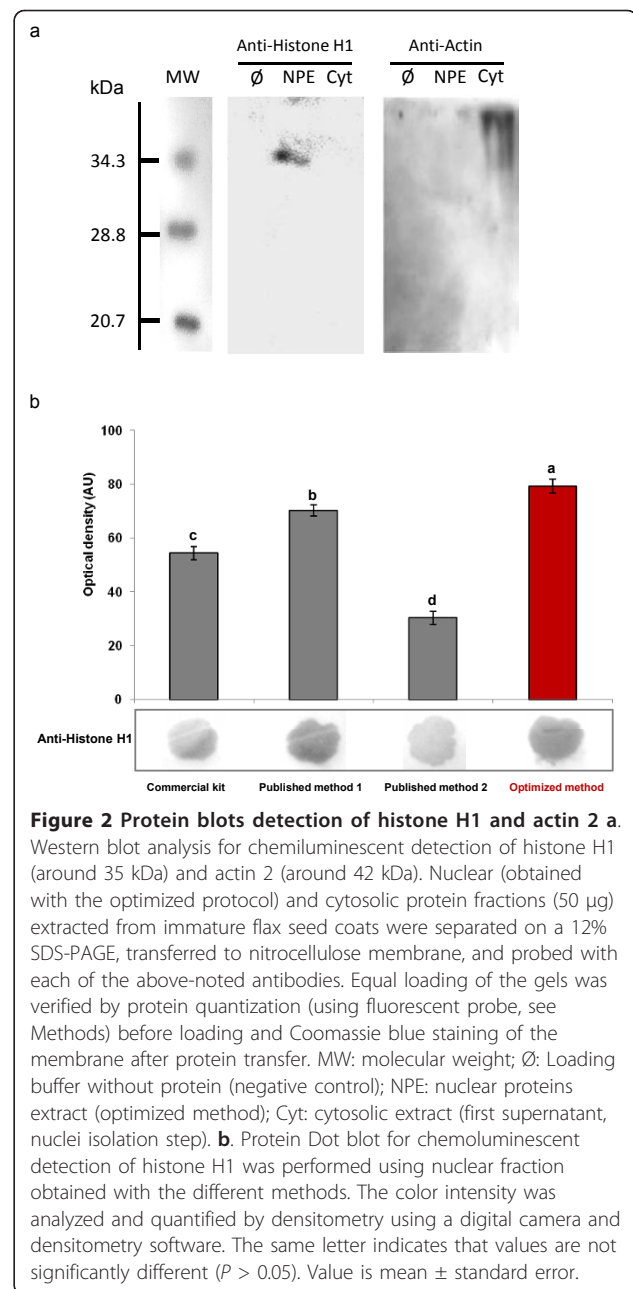 a
Anti-Histone H1 Anti-Actin
MW Ø NPE Cyt Ø NPE Cyt
kDa
34.3
28.8
20.7
b
100
80
60
40
20
0
Optical density (AU)
c
b
d
a
Anti-Histone H1
Commercial kit Published method 1 Published method 2 Optimized method
Figure 2 Protein blots detection of histone H1 and actin 2 a.
Western blot analysis for chemiluminescent detection of histone H1
(around 35 kDa) and actin 2 (around 42 kDa). Nuclear (obtained
with the optimized protocol) and cytosolic protein fractions (50 μg)
extracted from immature flax seed coats were separated on a 12%
SDS-PAGE, transferred to nitrocellulose membrane, and probed with
each of the above-noted antibodies. Equal loading of the gels was
verified by protein quantization (using fluorescent probe, see
Methods) before loading and Coomassie blue staining of the
membrane after protein transfer. MW: molecular weight; Ø: Loading
buffer without protein (negative control); NPE: nuclear proteins
extract (optimized method); Cyt: cytosolic extract (first supernatant,
nuclei isolation step). b. Protein Dot blot for chemoluminescent
detection of histone H1 was performed using nuclear fraction
obtained with the different methods. The color intensity was
analyzed and quantified by densitometry using a digital camera and
densitometry software. The same letter indicates that values are not
significantly different (P > 0.05). Value is mean ± standard error.